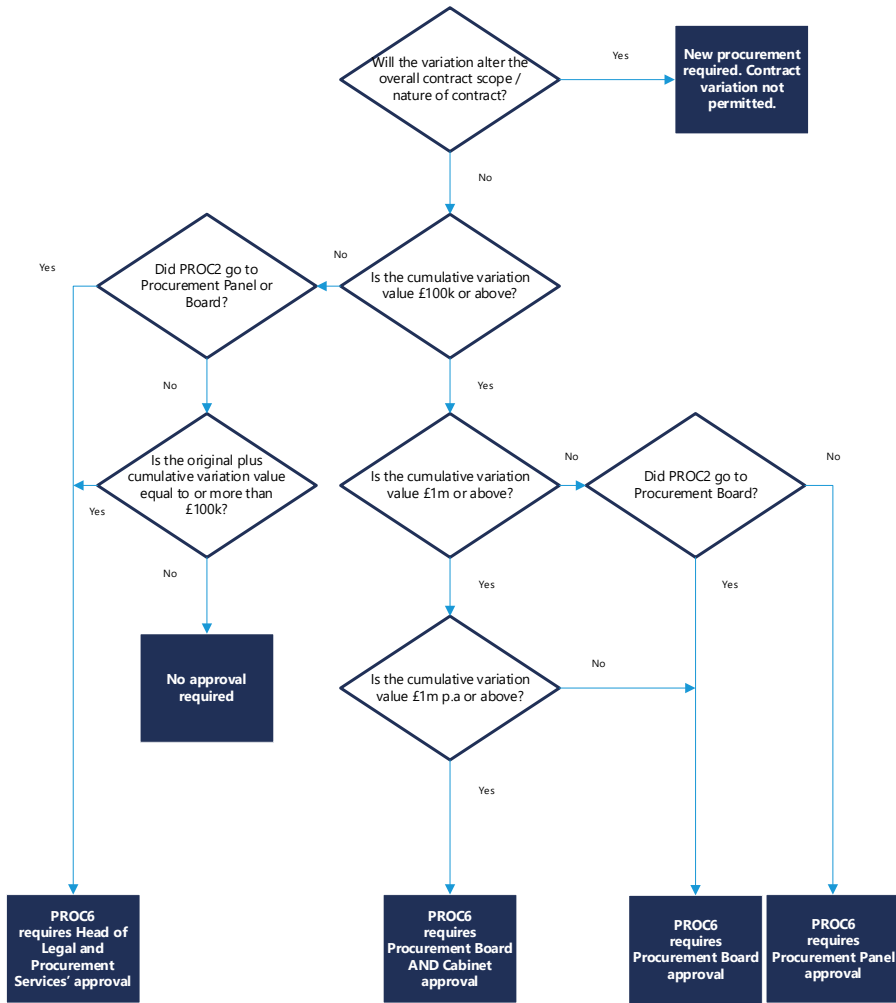 Will the variation alter the
overall contract scope /
nature of contract?
Yes
New procurement
required. Contract
variation not
permitted.
No
Yes
Did PROC2 go to
Procurement Panel or
Board?
No
Is the cumulative variation
value £100k or above?
No
Yes
Is the original plus
cumulative variation value
equal to or more than
£100k?
Yes
Is the cumulative variation
value £1m or above?
No
Did PROC2 go to
Procurement Board?
No
No
Yes
Yes
No approval
required
Is the cumulative variation
value £1m p.a or above?
No
Yes
PROC6
requires Head of
Legal and
Procurement
Services’ approval
PROC6
requires
Procurement Board
AND Cabinet
approval
PROC6
requires
Procurement Board
approval
PROC6
requires
Procurement Panel
approval